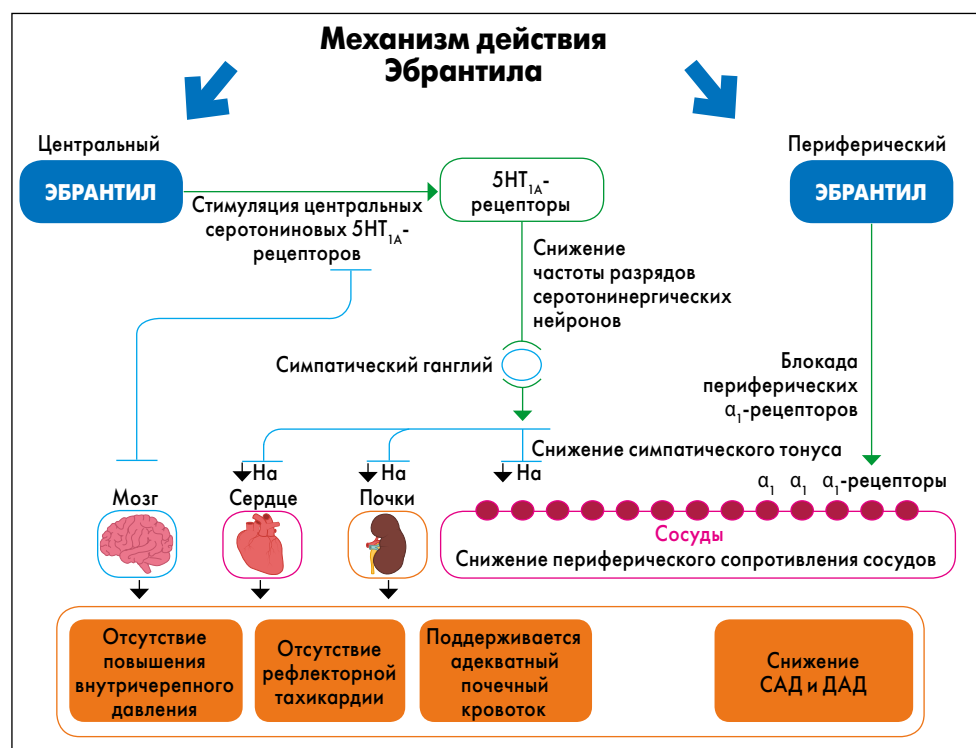 Механизм действия
Эбрантила
Центральный
ЭБРАНТИЛ
Стимуляция центральных
серотониновых 5HT1A-
рецепторов
5HT1A-
рецепторы
Периферический
ЭБРАНТИЛ
Снижение
частоты разрядов
серотонинергических
нейронов
Симпатический ганглий
Блокада
периферических
α1-рецепторов
Снижение симпатического тонуса
На
На
На
Мозг
Сердце
Почки
α1 α1 α1-рецепторы
Сосуды
Снижение периферического сопротивления сосудов
Отсутствие
повышения
внутричерепного
давления
Отсутствие
рефлекторной
тахикардии
Поддерживается
адекватный
почечный
кровоток
Снижение
САД и ДАД